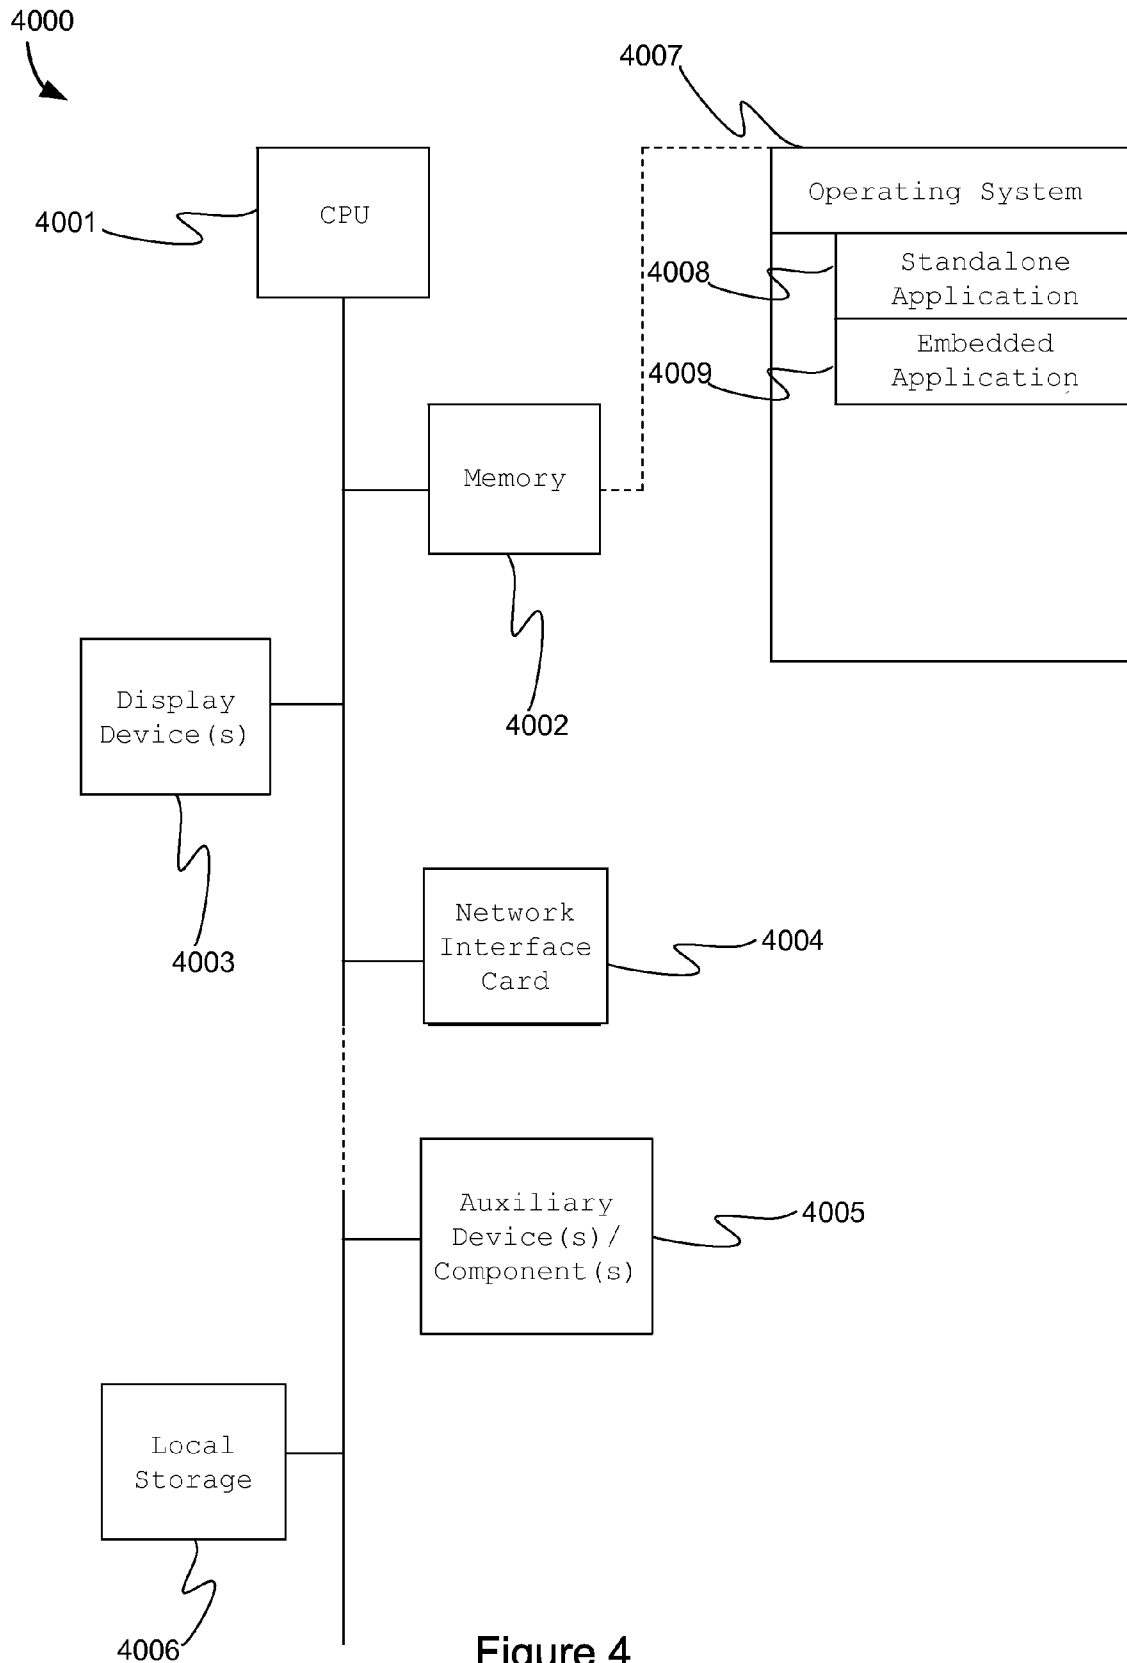 4000
4007
CPU
4001
Operating System
4008
Standalone
Application
4009
Embedded
Application
Memory
4002
Display
Device(s)
4003
Network
Interface
Card
4004
Auxiliary
Device(s)/
Component(s)
4005
Local
Storage
4006
Figure 4